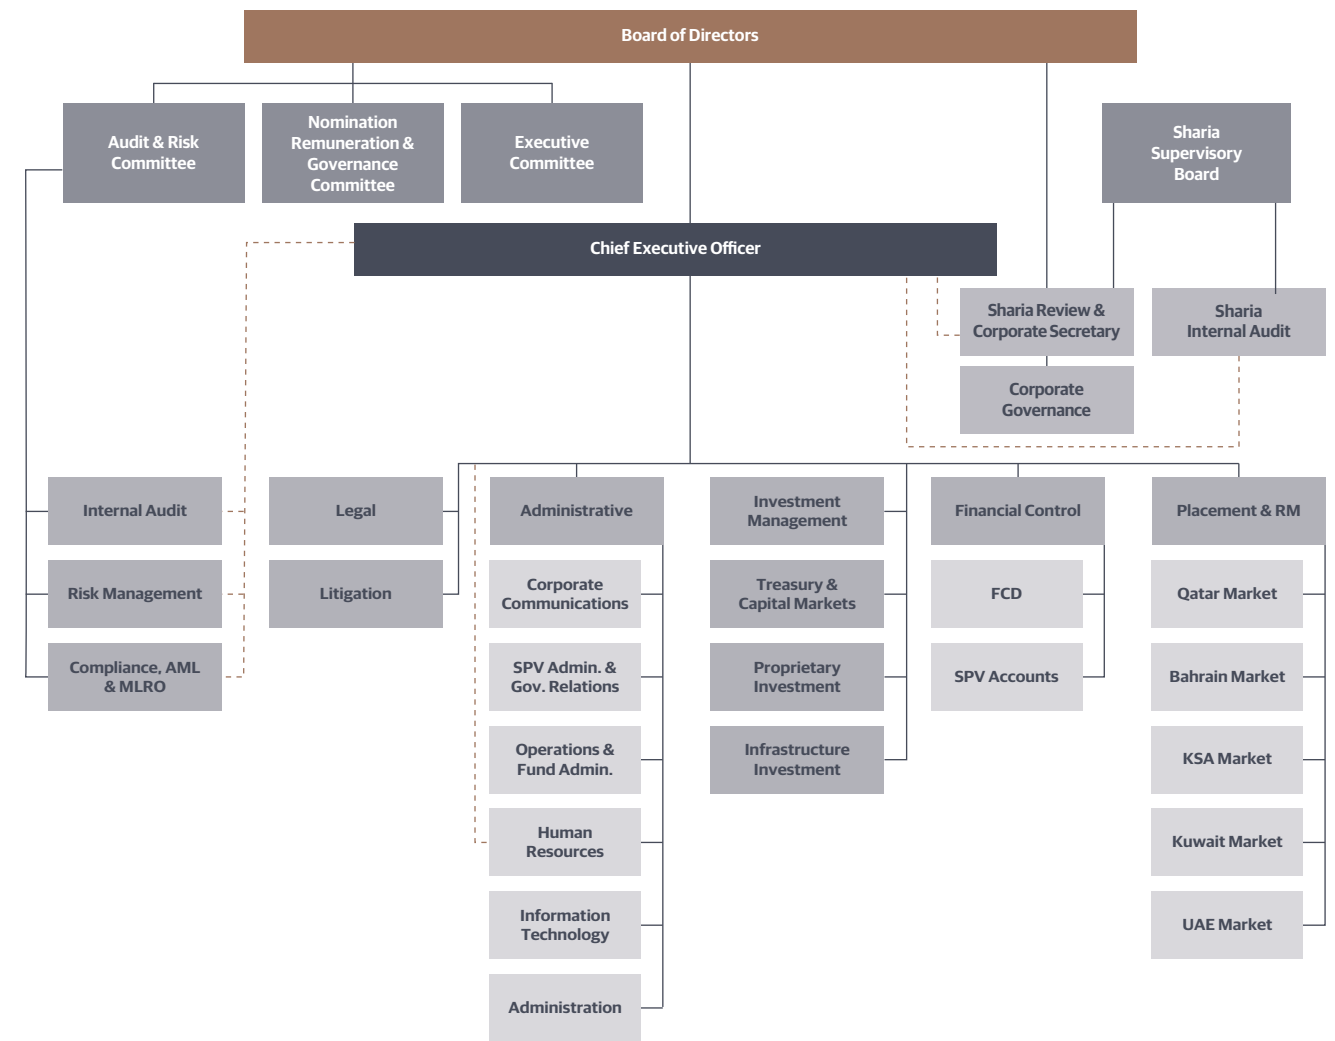 Board of Directors
Audit & Risk
Committee
Nomination
Remuneration &
Governance
Committee
Executive
Committee
Sharia
Supervisory
Board
Chief Executive Officer
Sharia Review &
Corporate Secretary
Sharia
Internal Audit
Corporate
Governance
Internal Audit
Risk Management
Compliance, AML
& MLRO
Legal
Litigation
Administrative
Corporate
Communications
SPV Admin. &
Gov. Relations
Operations &
Fund Admin.
Human
Resources
Information
Technology
Administration
Investment
Management
Treasury &
Capital Markets
Proprietary
Investment
Infrastructure
Investment
Financial Control
FCD
SPV Accounts
Placement & RM
Qatar Market
Bahrain Market
KSA Market
Kuwait Market
UAE Market